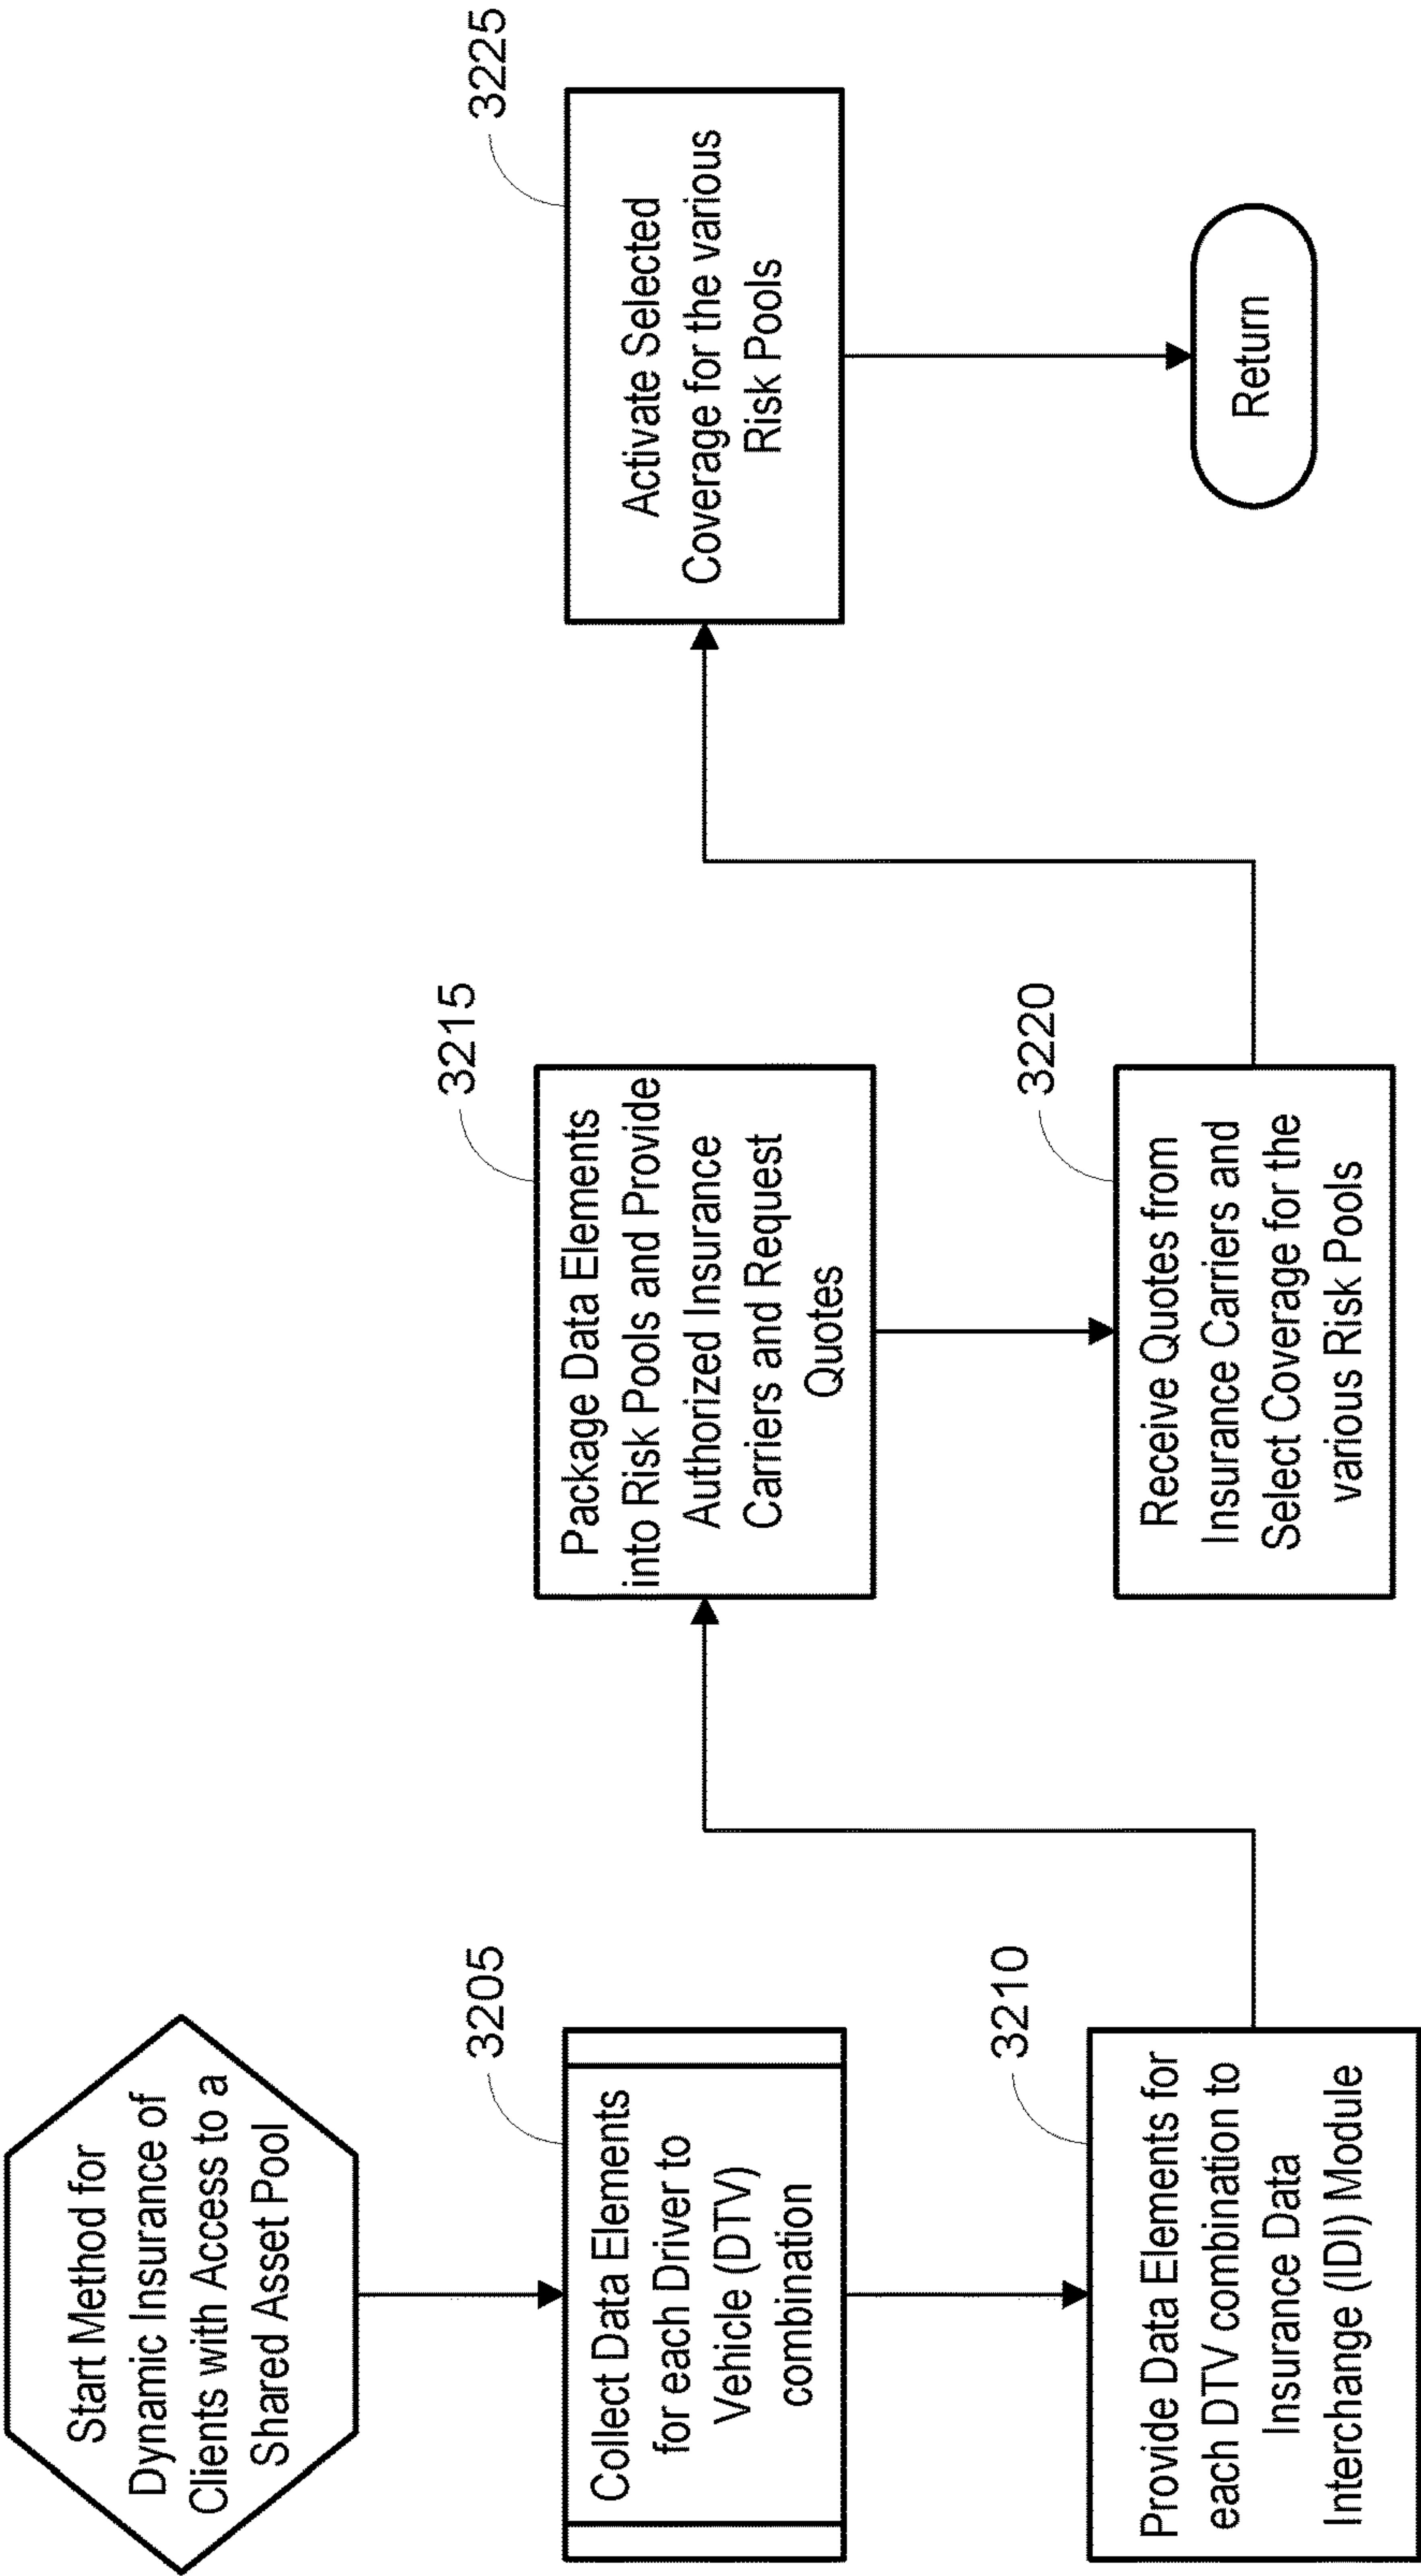 Start Method for
Dynamic Insurance of
Clients with Access to a
Shared Asset Pool
3205
Collect Data Elements
for each Driver to
Vehicle (DTV)
combination
3210
Provide Data Elements for
each DTV combination to
Insurance Data
Interchange (IDI) Module
3215
Package Data Elements
into Risk Pools and Provide
Authorized Insurance
Carriers and Request
Quotes
3220
Receive Quotes from
Insurance Carriers and
Select Coverage for the
various Risk Pools
3225
Activate Selected
Coverage for the various
Risk Pools
Return